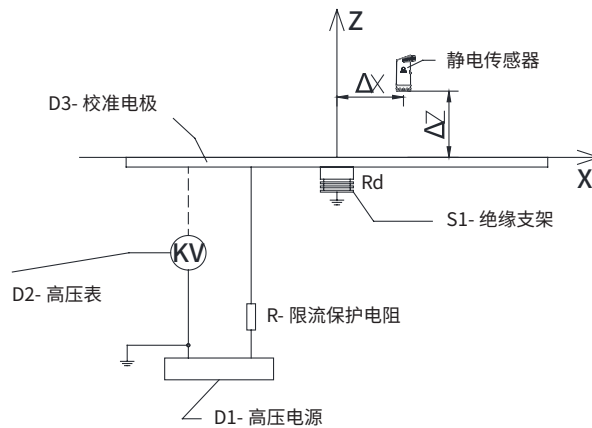 Z
静电传感器
ΔX
D3- 校准电极
ΔZ
X
Rd
S1- 绝缘支架
KV
D2- 高压表
R- 限流保护电阻
D1- 高压电源